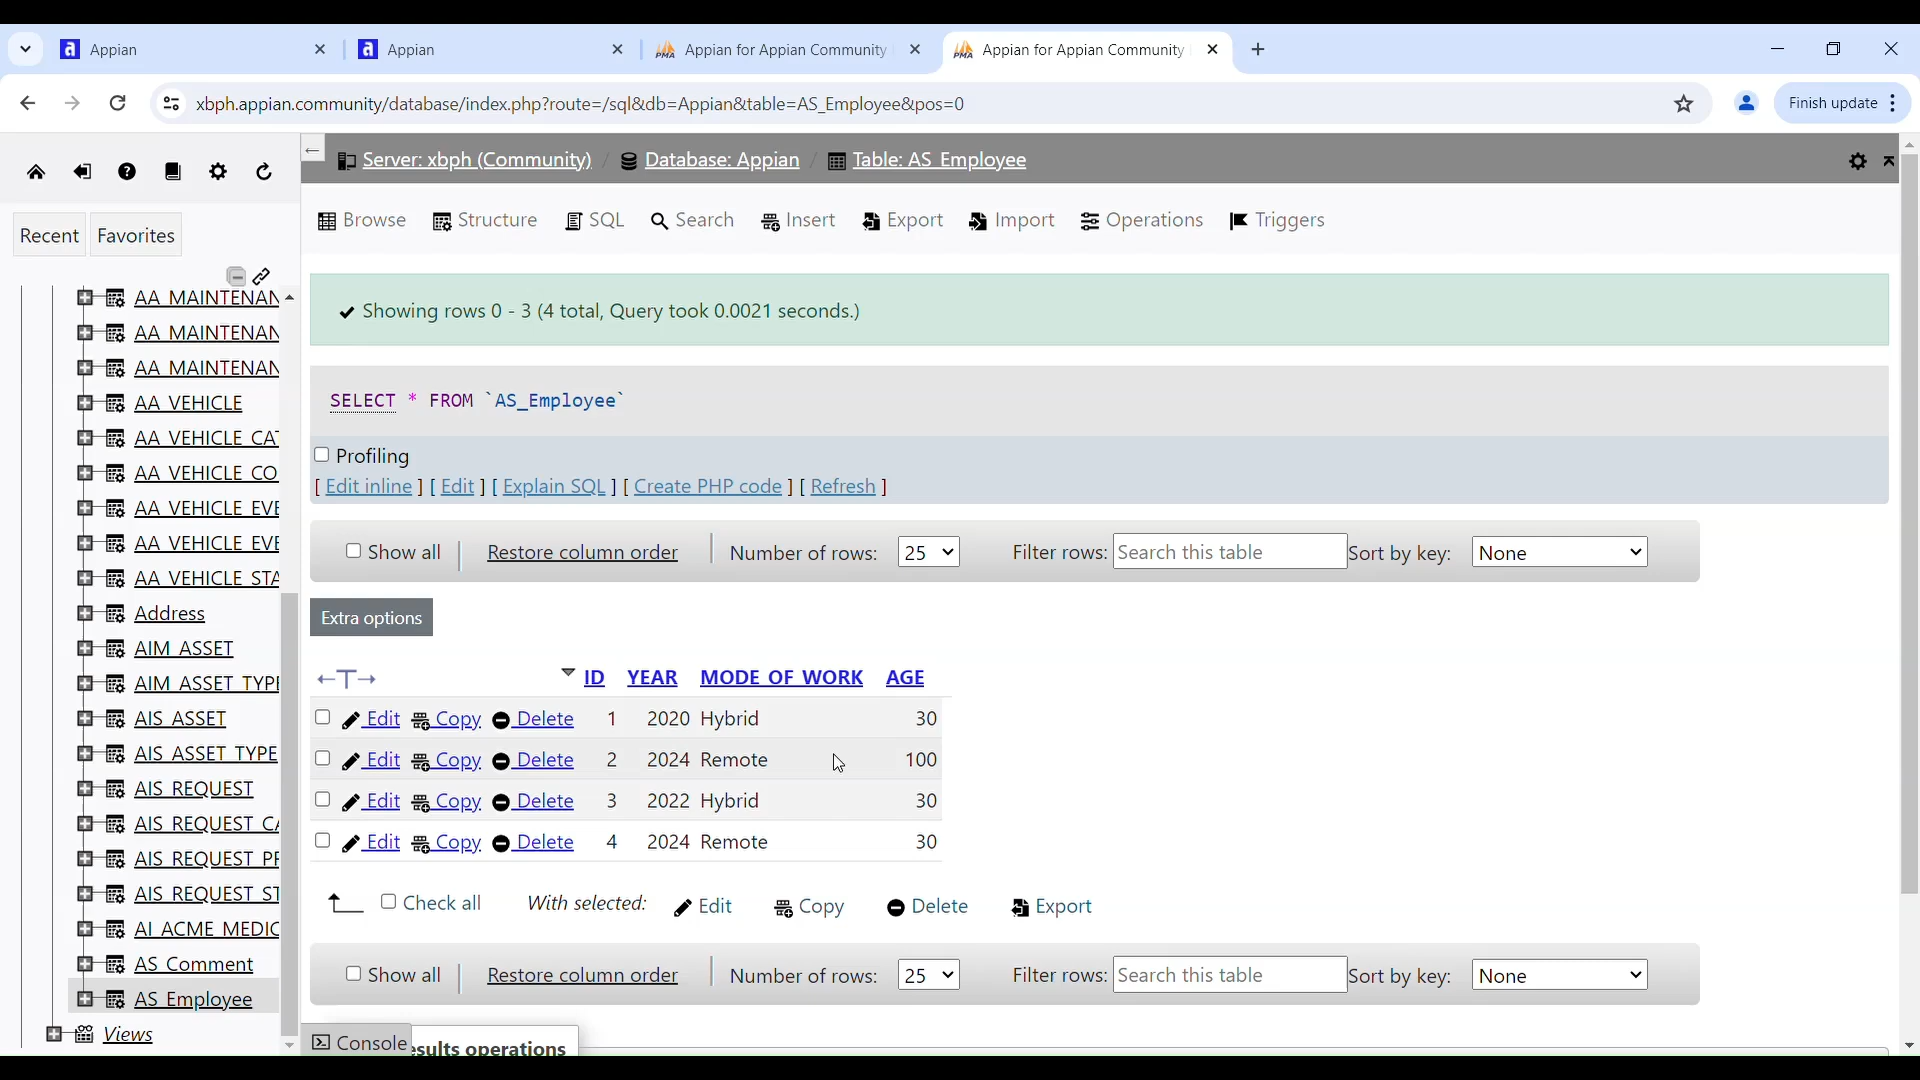 Appian
Appian
Appian for Appian Community
Appian for Appian Community
xbph.appian.community/database/index.php?route=/sql&db=Appian&table=AS_Employee&pos=0
Finish update
Server: xbph (Community) / Database: Appian / Table: AS_Employee
Browse Structure SQL Search Insert Export Import Operations Triggers
Recent Favorites
AA_MAINTENAN
AA_MAINTENAN
AA_MAINTENAN
AA_VEHICLE
AA_VEHICLE_CAT
AA_VEHICLE_CO
AA_VEHICLE_EVE
AA_VEHICLE_EVE
AA_VEHICLE_STA
Address
AIM_ASSET
AIM_ASSET_TYPE
AIS_ASSET
AIS_ASSET_TYPE
AIS_REQUEST
AIS_REQUEST_CA
AIS_REQUEST_PF
AIS_REQUEST_ST
AI_ACME_MEDIC
AS_Comment
AS_Employee
Views
Showing rows 0 - 3 (4 total, Query took 0.0021 seconds.)
SELECT * FROM `AS_Employee`
Profiling
[ Edit inline ] [ Edit ] [ Explain SQL ] [ Create PHP code ] [ Refresh ]
Show all | Restore column order | Number of rows: 25 Filter rows: Search this table Sort by key: None
Extra options
←T→ ID YEAR MODE_OF_WORK AGE
Edit Copy Delete 1 2020 Hybrid 30
Edit Copy Delete 2 2024 Remote 100
Edit Copy Delete 3 2022 Hybrid 30
Edit Copy Delete 4 2024 Remote 30
Check all With selected: Edit Copy Delete Export
Show all | Restore column order | Number of rows: 25 Filter rows: Search this table Sort by key: None
Console
esults operations